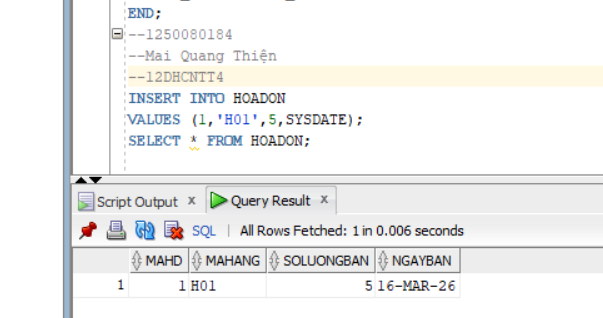 END;
--1250080184
--Mai Quang Thiện
--12DHCNTT4
INSERT INTO HOADON
VALUES (1,'H01',5,SYSDATE);
SELECT * FROM HOADON;
Script Output x Query Result x
SQL | All Rows Fetched: 1 in 0.006 seconds
MAHD MAHANG SOLUONGBAN NGAYBAN
1 1 H01 5 16-MAR-26